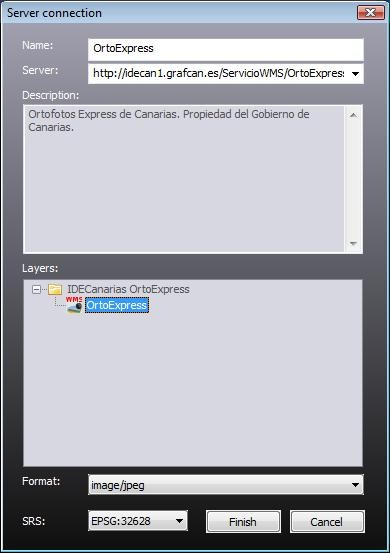 Server connection
Name: OrtoExpress
Server: http://idecan1.grafcan.es/ServicioWMS/OrtoExpress
Description:
Ortofotos Express de Canarias. Propiedad del Gobierno de
Canarias.
Layers:
IDECanarias OrtoExpress
WMS OrtoExpress
Format: image/jpeg
SRS: EPSG:32628 Finish Cancel